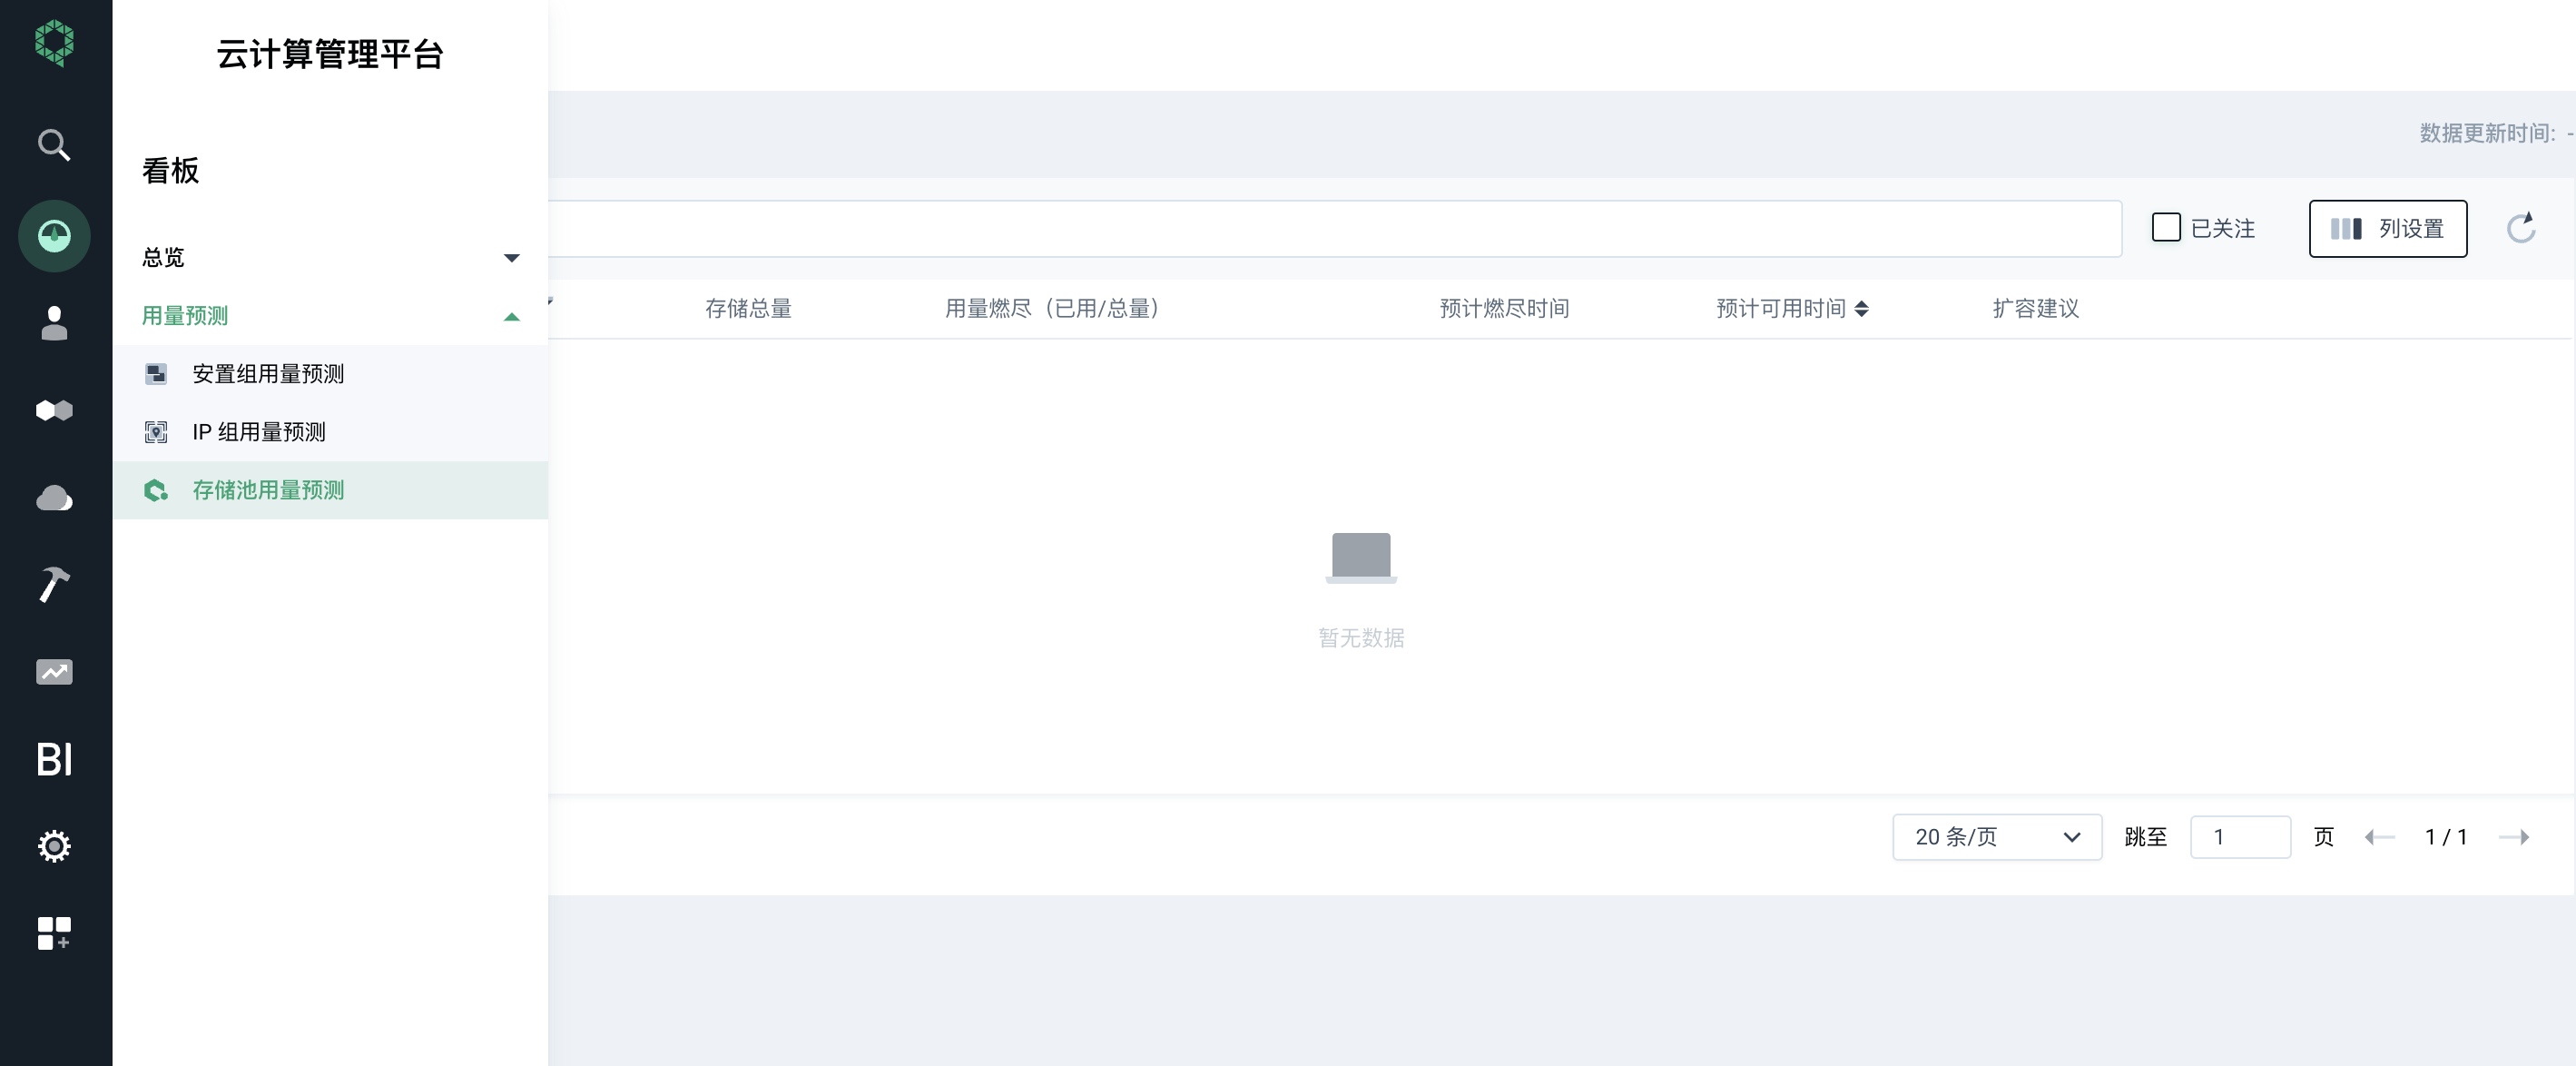 云计算管理平台
看板
总览
用量预测
安置组用量预测
IP 组用量预测
存储池用量预测
BI
数据更新时间: -
已关注
列设置
存储总量
用量燃尽（已用/总量）
预计燃尽时间
预计可用时间
扩容建议
暂无数据
20 条/页
跳至
1
页
1 / 1